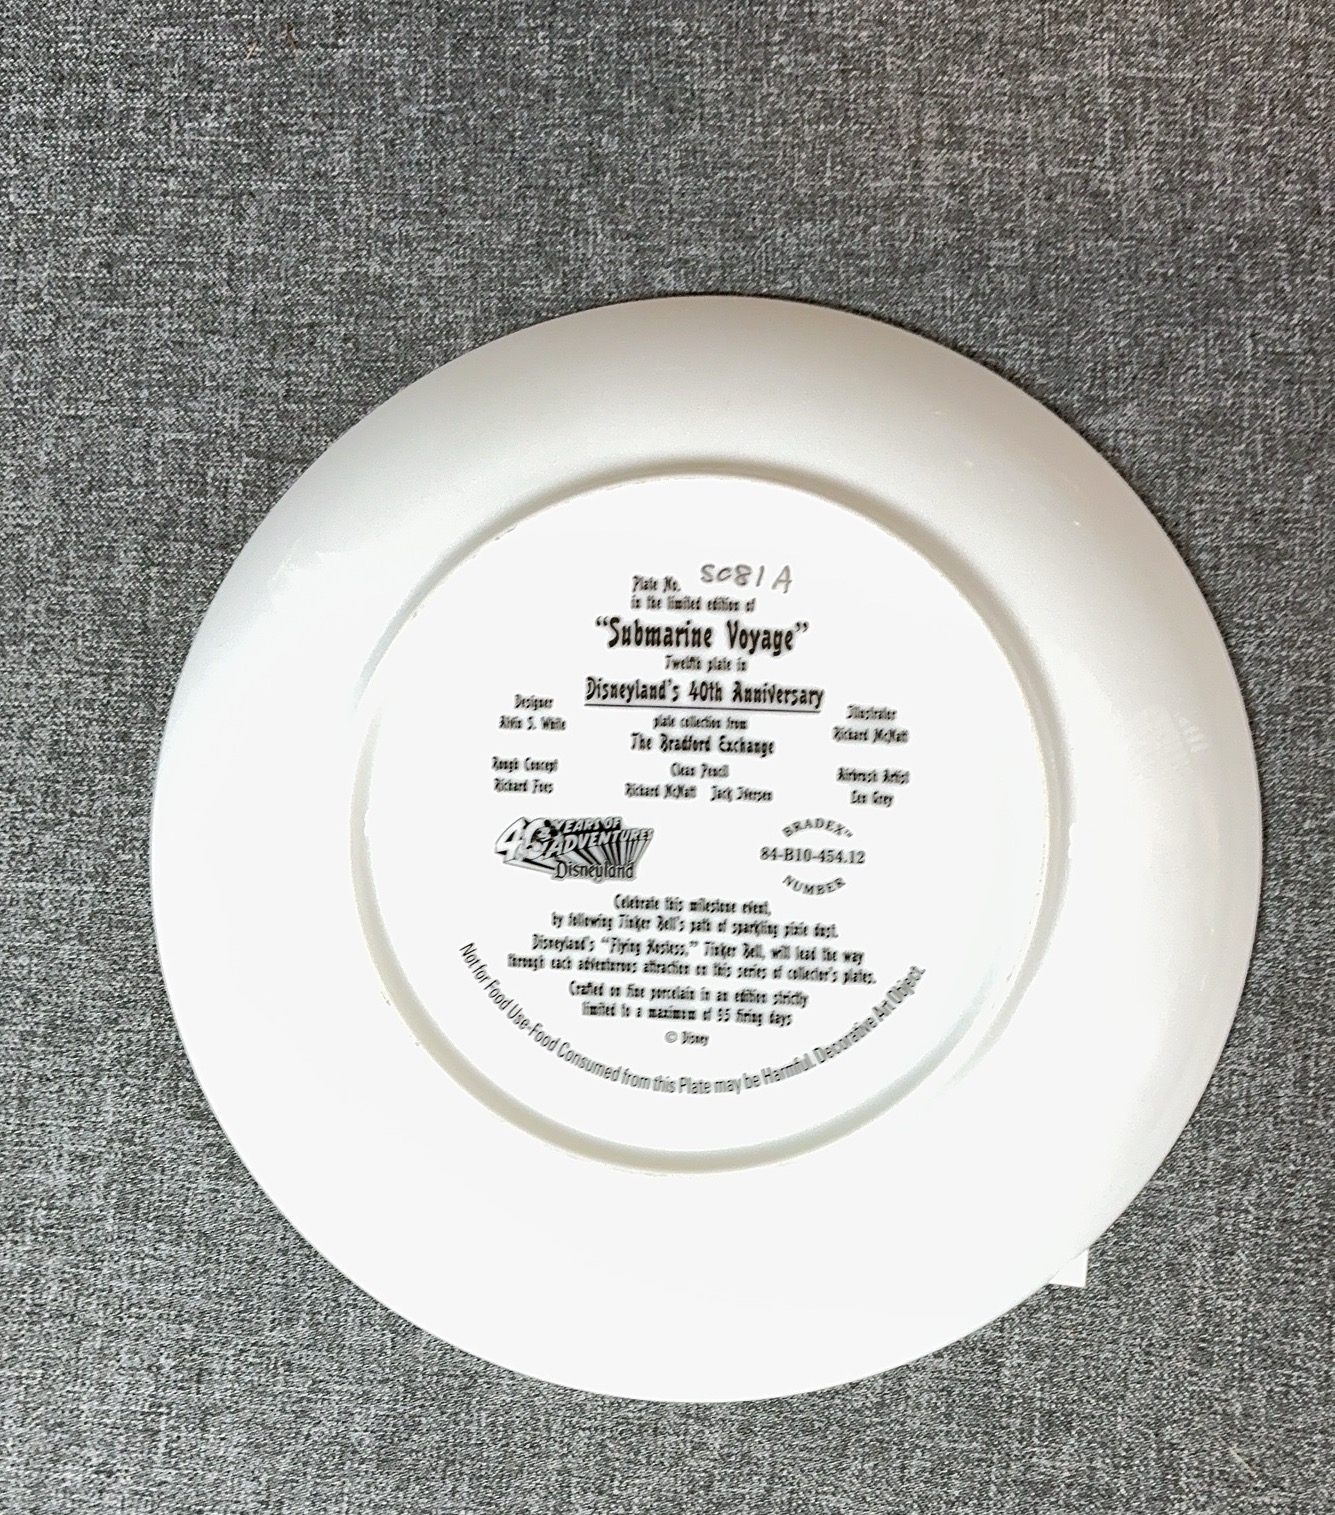 Plate No. 5081A
in the limited edition of
“Submarine Voyage”
Twelfth plate in
Disneyland's 40th Anniversary
plate collection from
The Bradford Exchange
Designer
S. White
Illustrator
Richard McNatt
Rough Concept
Richard
Clean Pencil
Richard McNatt Jack Iversen
Airbrush Artist
Len Grey
40 YEARS OF
ADVENTURES
Disneyland
BRADEX™
84-B10-454.12
NUMBER
Celebrate this milestone event,
by following Tinker Bell's path of sparkling pixie dust.
Disneyland's “Flying Hostess,” Tinker Bell, will lead the way
through each adventurous attraction on this series of collector's plates.
Crafted on fine porcelain in an edition strictly
limited to a maximum of 95 firing days
© Disney
Not for Food Use-Food Consumed from this Plate may be Harmful. Decorative Art Object.